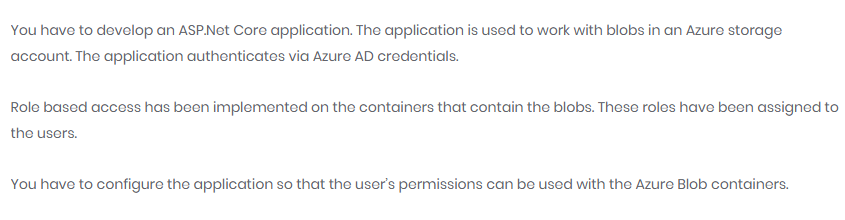 You have to develop an ASP.Net Core application. The application is used to work with blobs in an Azure storage
account. The application authenticates via Azure AD credentials.
Role based access has been implemented on the containers that contain the blobs. These roles have been assigned to
the users.
You have to configure the application so that the user's permissions can be used with the Azure Blob containers.